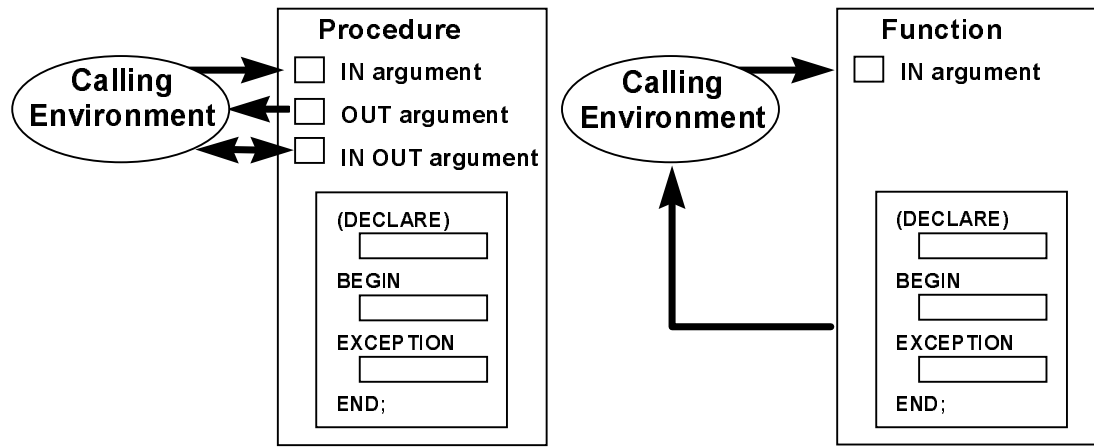 Procedure
Calling
Environment
IN argument
OUT argument
IN OUT argument
(DECLARE)
BEGIN
EXCEPTION
END;
Function
Calling
Environment
IN argument
(DECLARE)
BEGIN
EXCEPTION
END;